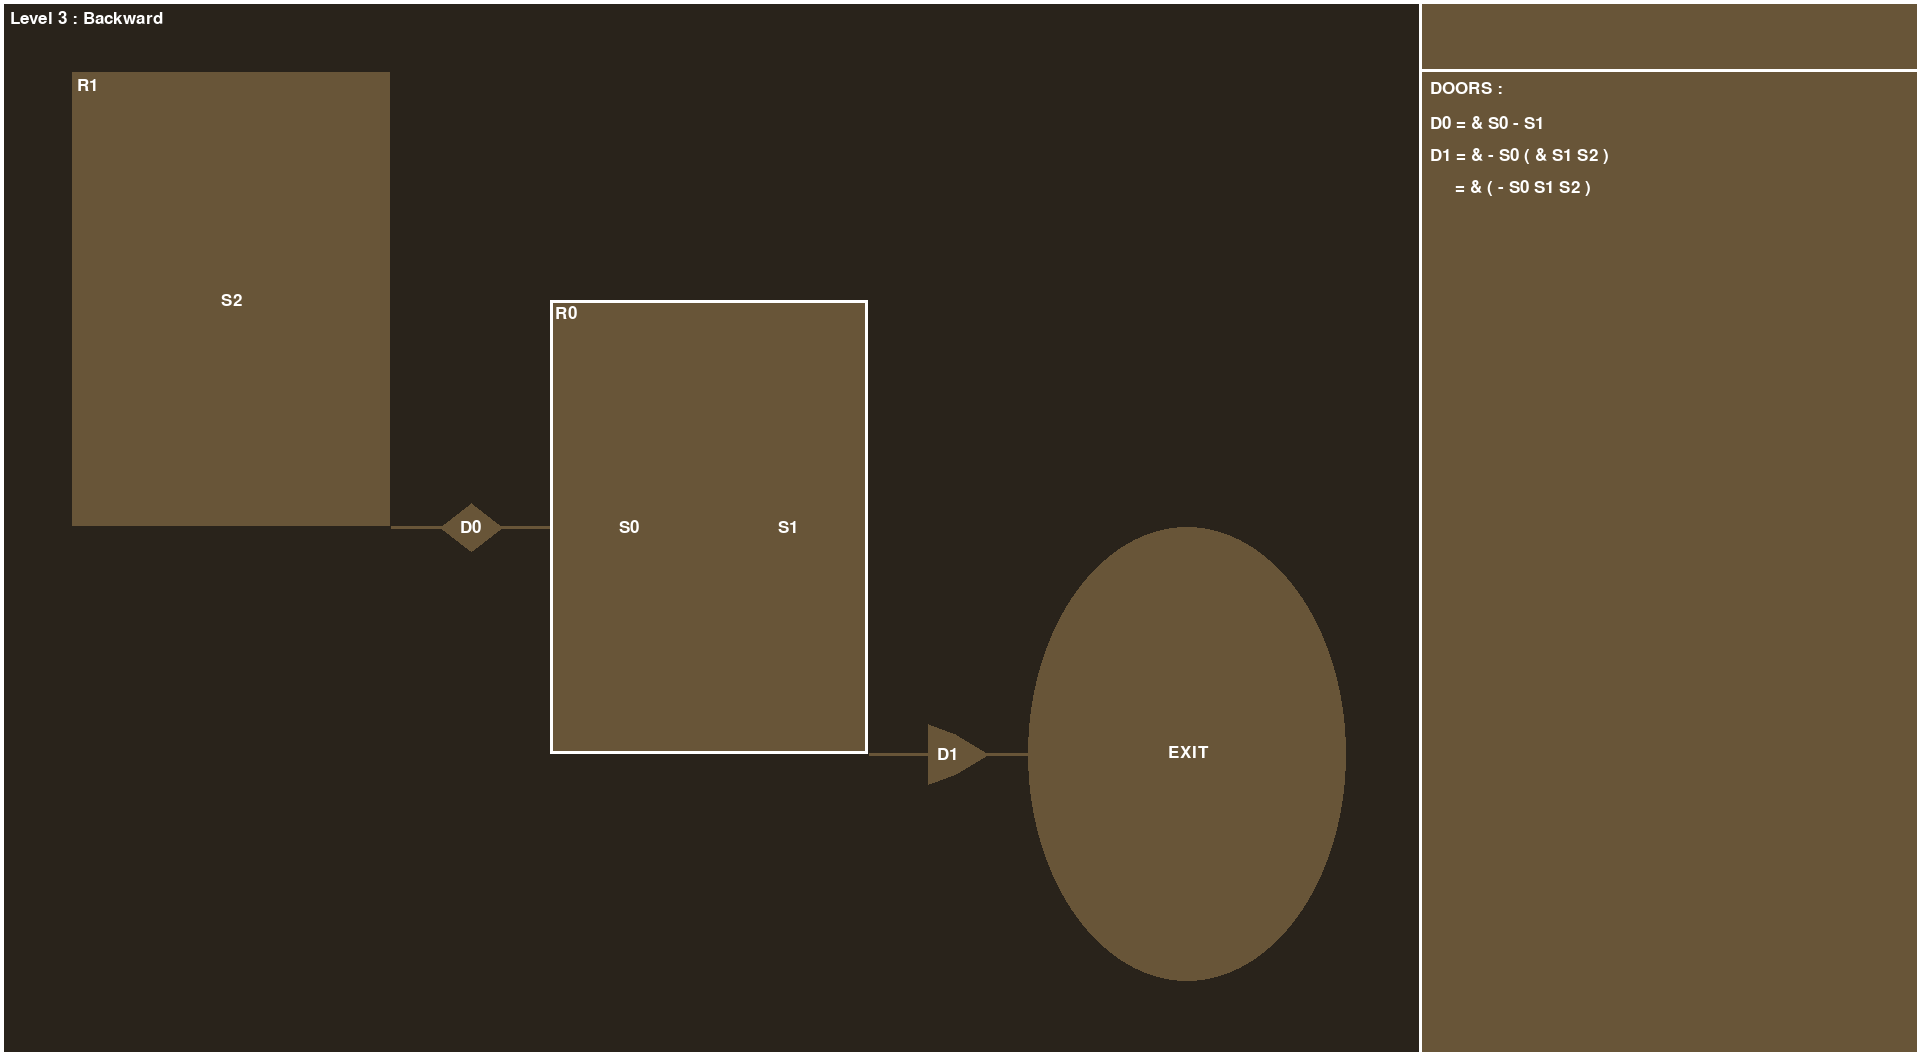 Level 3 : Backward
R1
S2
D0
R0
S0
S1
D1
EXIT
DOORS :
D0 = & S0 - S1
D1 = & - S0 ( & S1 S2 )
= & ( - S0 S1 S2 )